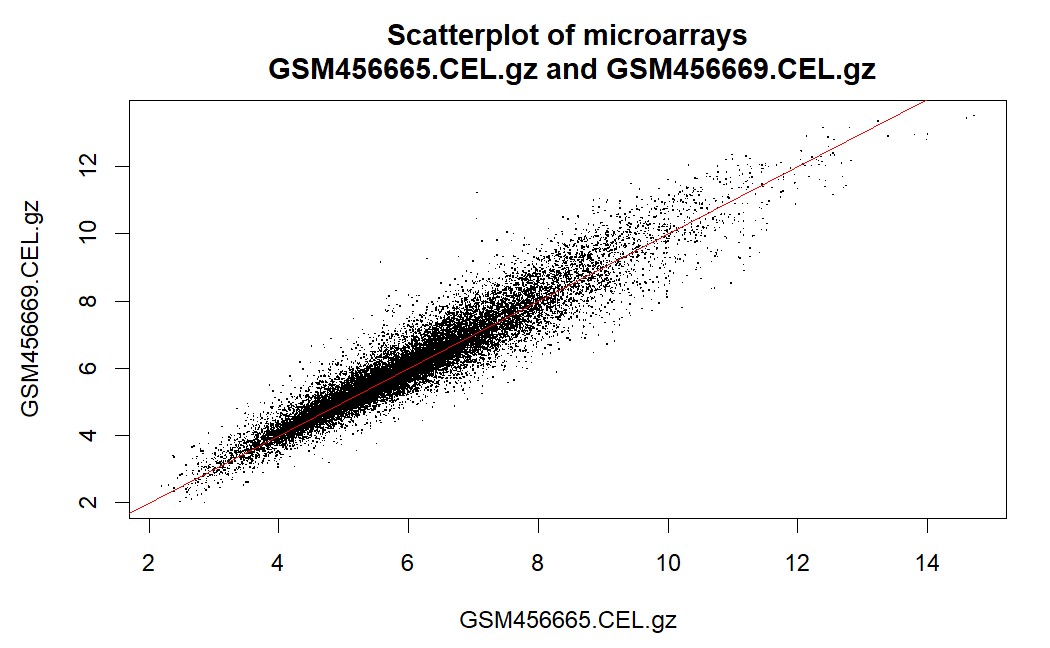 Scatterplot of microarrays
GSM456665.CEL.gz and GSM456669.CEL.gz
GSM456669.CEL.gz
12
10
8
6
4
2
2 4 6 8 10 12 14
GSM456665.CEL.gz